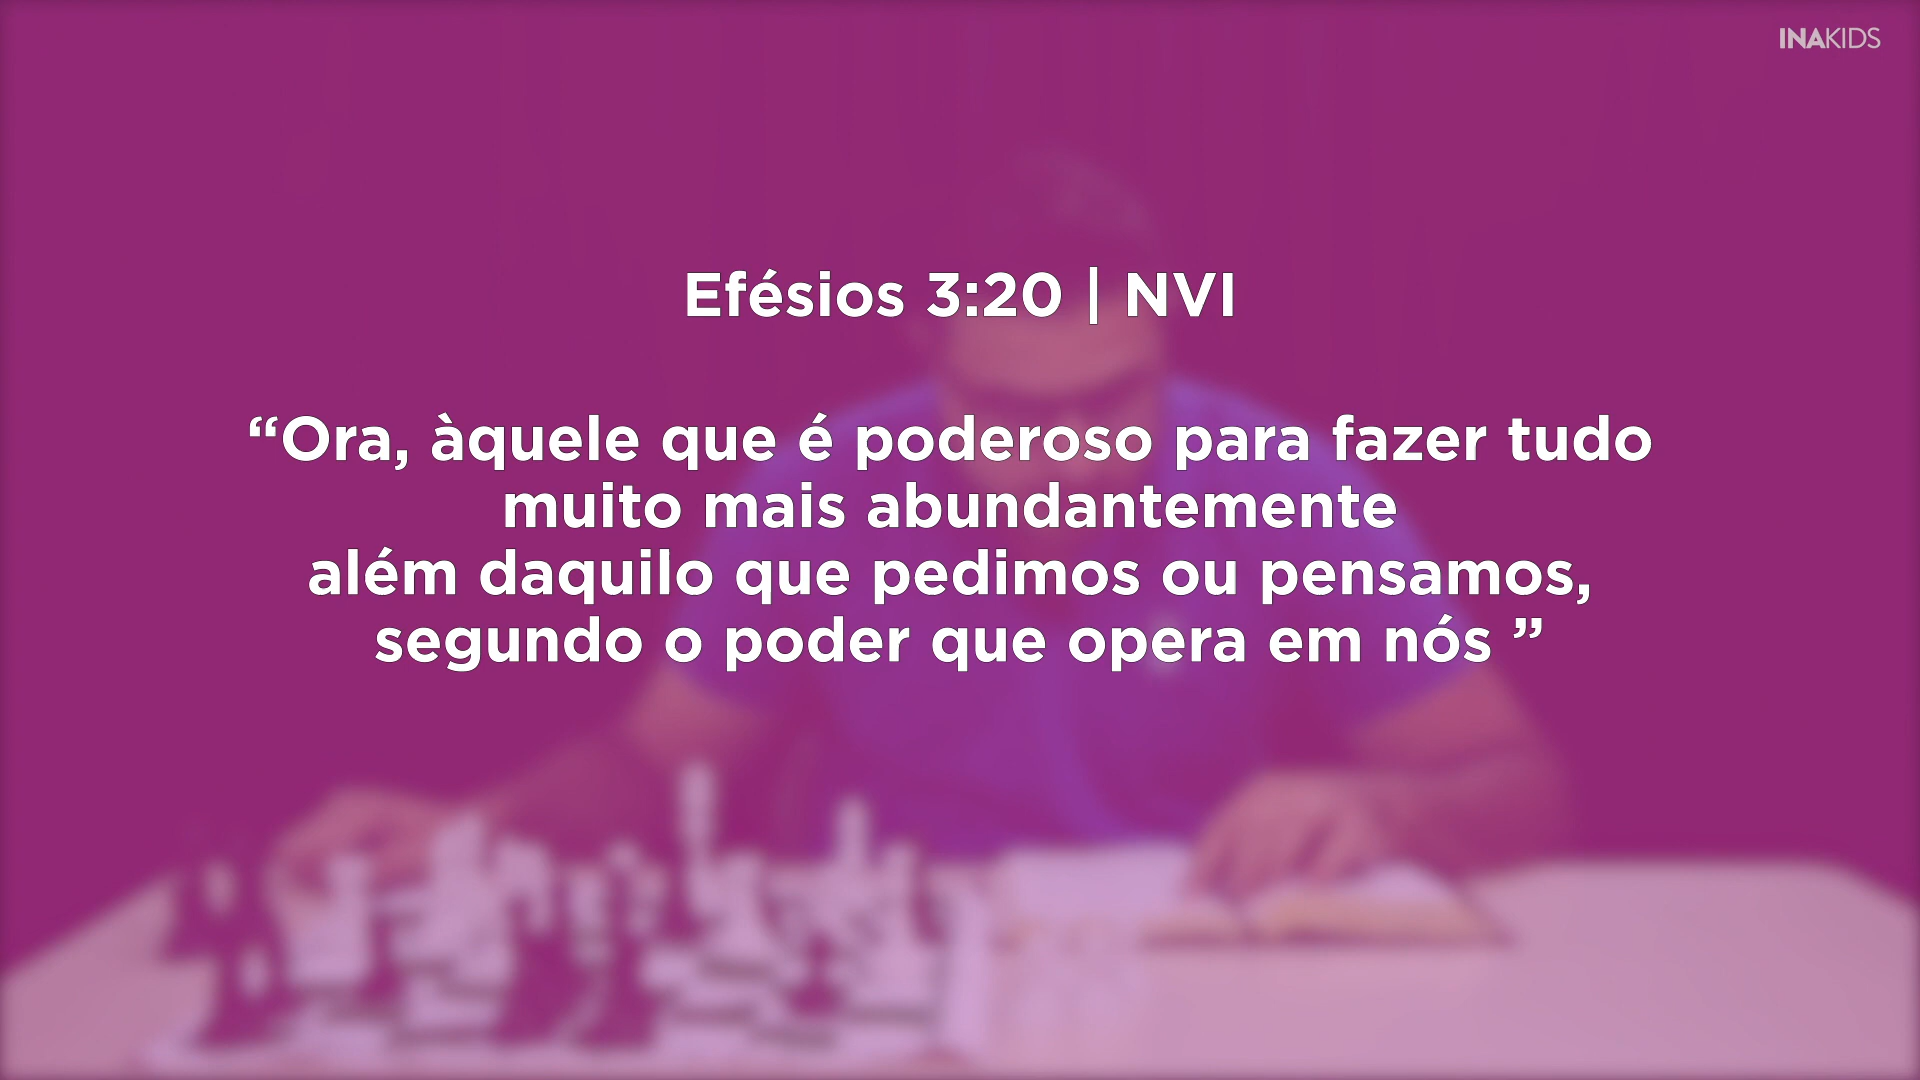 INAKIDS
Efésios 3:20 | NVI
“Ora, àquele que é poderoso para fazer tudo
muito mais abundantemente
além daquilo que pedimos ou pensamos,
segundo o poder que opera em nós ”